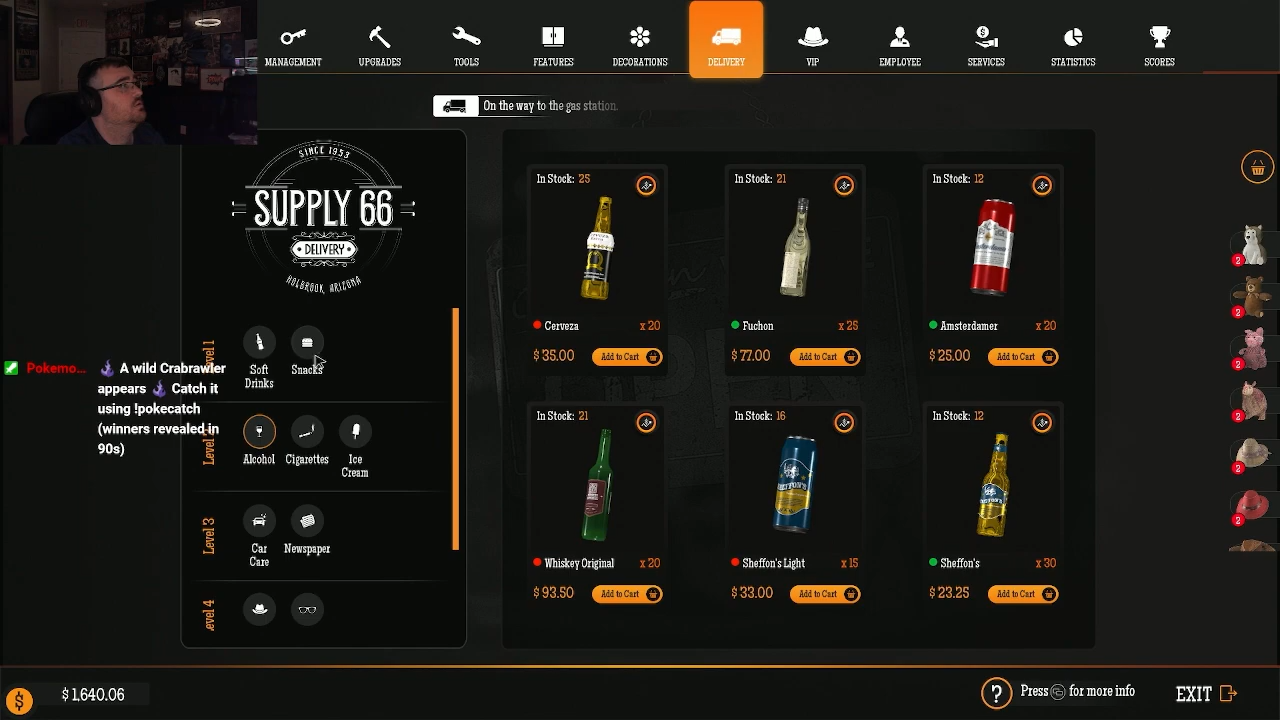 MANAGEMENT
UPGRADES
TOOLS
FEATURES
DECORATIONS
DELIVERY
VIP
EMPLOYEE
SERVICES
STATISTICS
SCORES
On the way to the gas station.
SINCE 1953
SUPPLY 66
DELIVERY
HOLBROOK, ARIZONA
Soft
Drinks
Snacks
Pokemo... A wild Crabrawler
appears Catch it
using !pokecatch
(winners revealed in
90s)
Alcohol
Cigarettes
Ice
Cream
Level 3
Car
Care
Newspaper
evel 4
In Stock: 25
Cerveza x 20
$ 35.00 Add to Cart
In Stock: 21
Fuchon x 25
$ 77.00 Add to Cart
In Stock: 12
Amsterdamer x 20
$ 25.00 Add to Cart
In Stock: 21
Whiskey Original x 20
$ 93.50 Add to Cart
In Stock: 16
Sheffon's Light x 15
$ 33.00 Add to Cart
In Stock: 12
Sheffon's x 30
$ 23.25 Add to Cart
2
2
2
2
2
2
$ 1,640.06
? Press for more info
EXIT